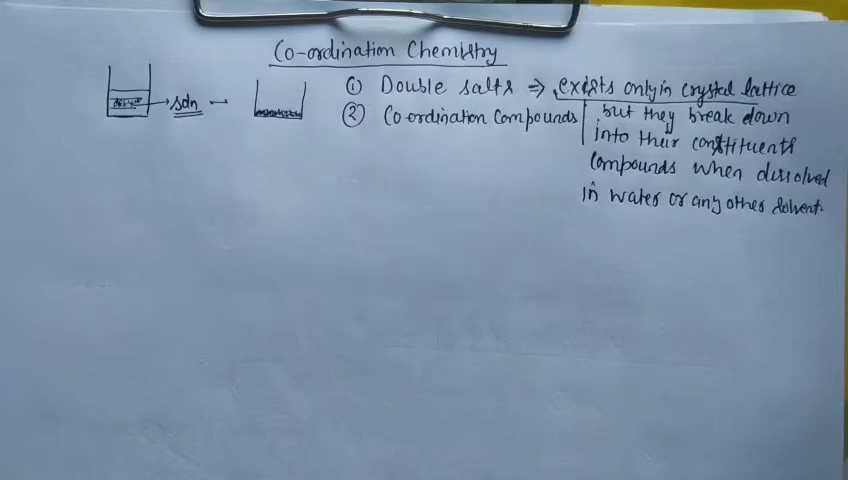 Co-ordination Chemistry
soln
① Double salts ⇒ exists only in crystal lattice
② Co-ordination Compounds
but they break down
into their constituents
Compounds when dissolved
in water or any other solvent.